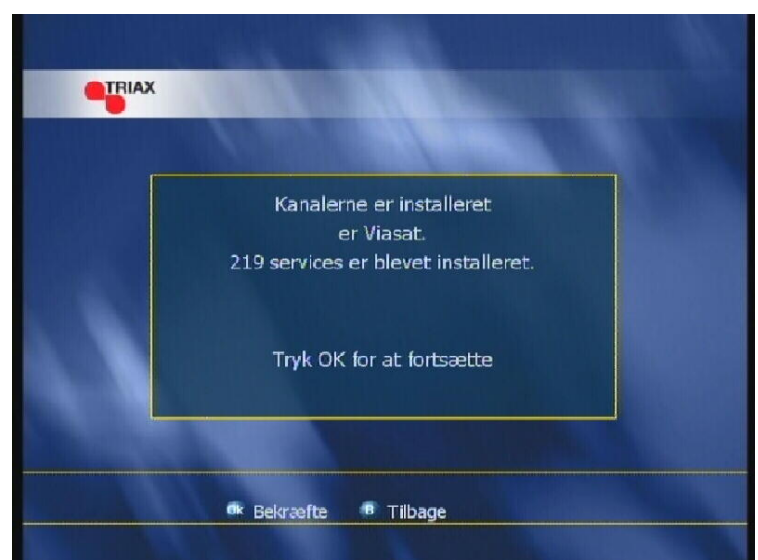 TRIAX
Kanalerne er installeret
er Viasat.
219 services er blevet installeret.
Tryk OK for at fortsætte
Ok Bekræfte B Tilbage